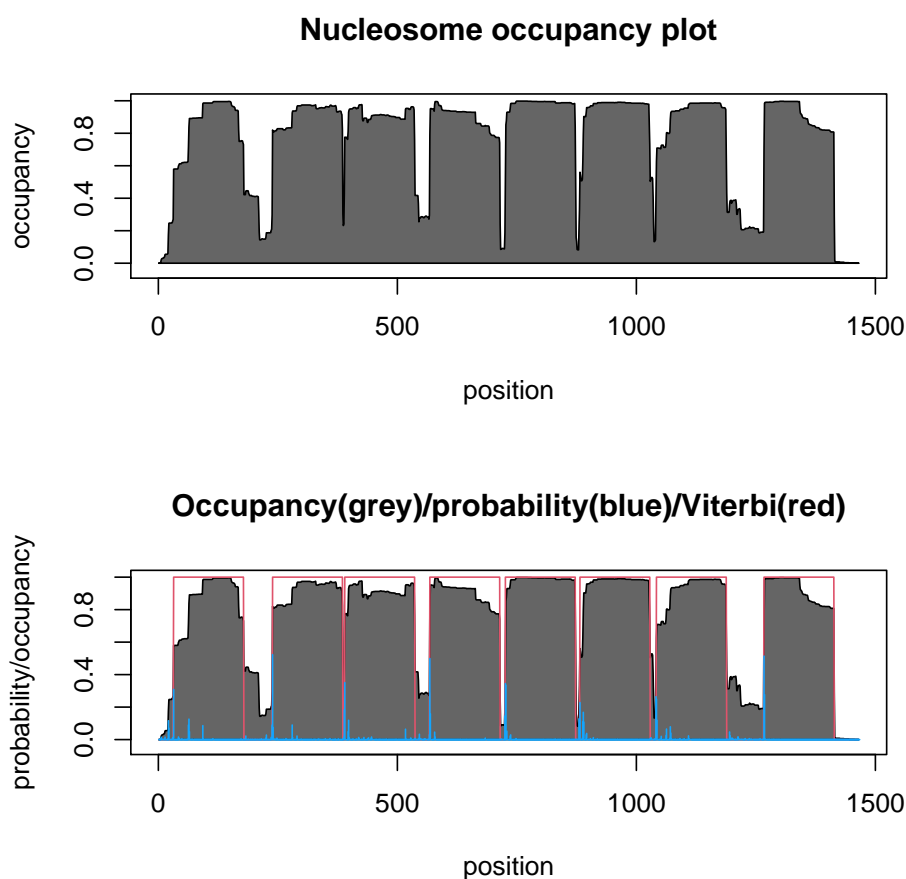 Nucleosome occupancy plot
occupancy
0.0 0.4 0.8
0 500 1000 1500
position
Occupancy(grey)/probability(blue)/Viterbi(red)
probability/occupancy
0.0 0.4 0.8
0 500 1000 1500
position